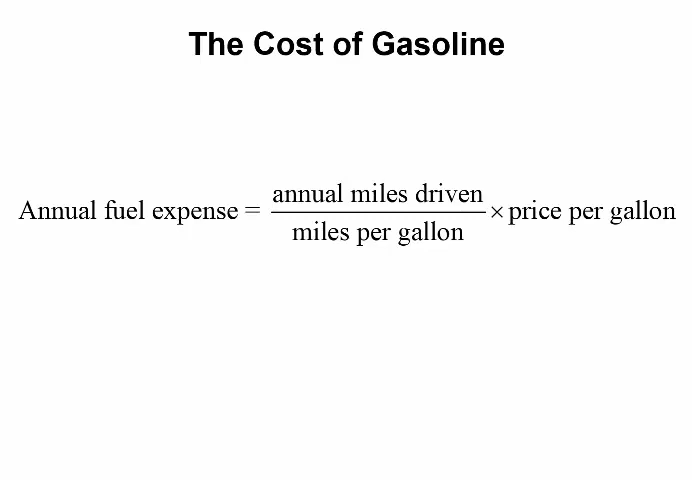 The Cost of Gasoline
Annual fuel expense = annual miles driven / miles per gallon × price per gallon